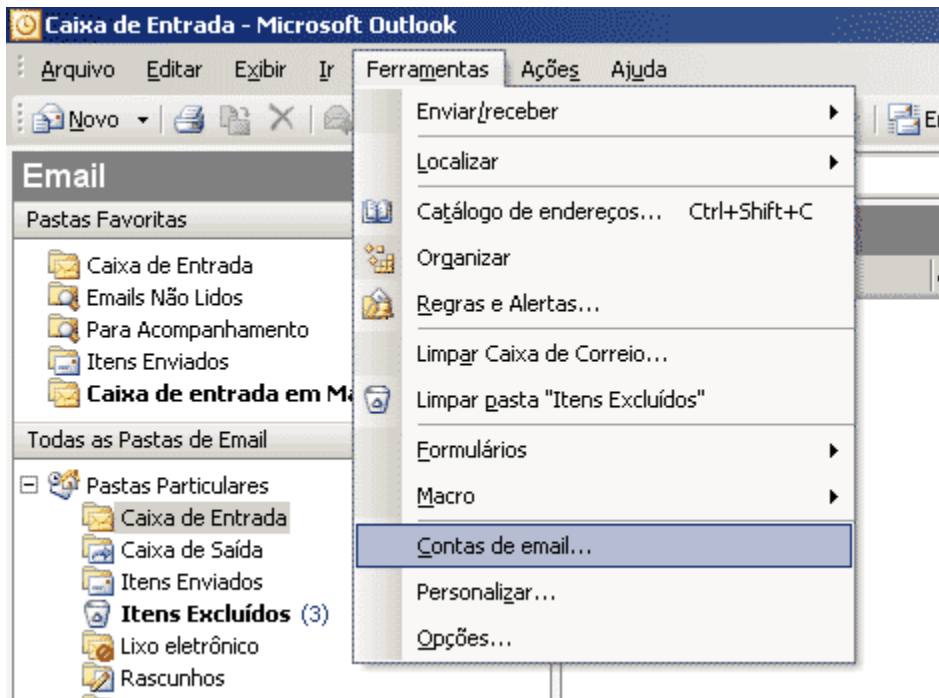 Caixa de Entrada - Microsoft Outlook
Arquivo Editar Exibir Ir Ferramentas Ações Ajuda
Novo
Email
Pastas Favoritas
Caixa de Entrada
Emails Não Lidos
Para Acompanhamento
Itens Enviados
Caixa de entrada em
Todas as Pastas de Email
Pastas Particulares
Caixa de Entrada
Caixa de Saída
Itens Enviados
Itens Excluídos (3)
Lixo eletrônico
Rascunhos
Enviar/receber
Localizar
Catálogo de endereços... Ctrl+Shift+C
Organizar
Regras e Alertas...
Limpar Caixa de Correio...
Limpar pasta "Itens Excluídos"
Formulários
Macro
Contas de email...
Personalizar...
Opções...